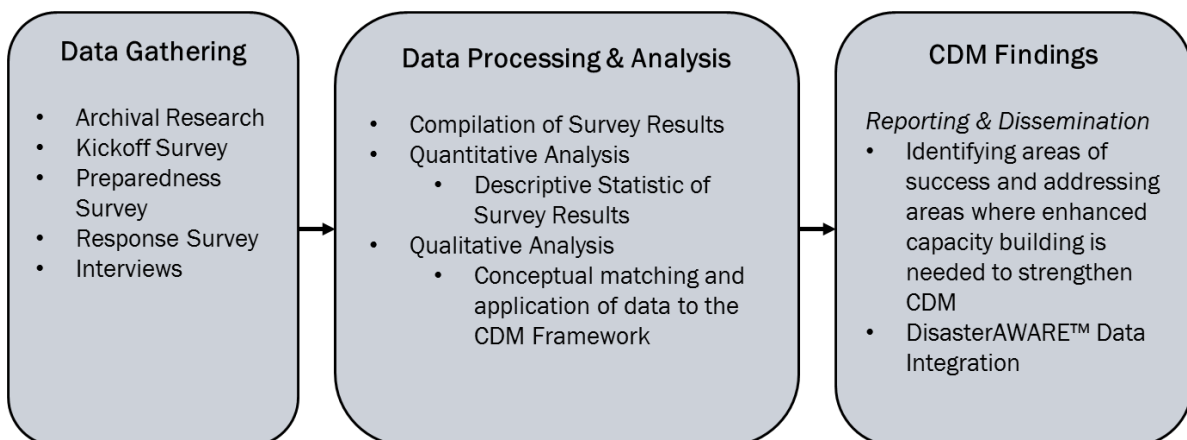 Data Gathering
• Archival Research
• Kickoff Survey
• Preparedness
Survey
• Response Survey
• Interviews
Data Processing & Analysis
• Compilation of Survey Results
• Quantitative Analysis
• Descriptive Statistic of
Survey Results
• Qualitative Analysis
• Conceptual matching and
application of data to the
CDM Framework
CDM Findings
Reporting & Dissemination
• Identifying areas of
success and addressing
areas where enhanced
capacity building is
needed to strengthen
CDM
• DisasterAWARE™ Data
Integration